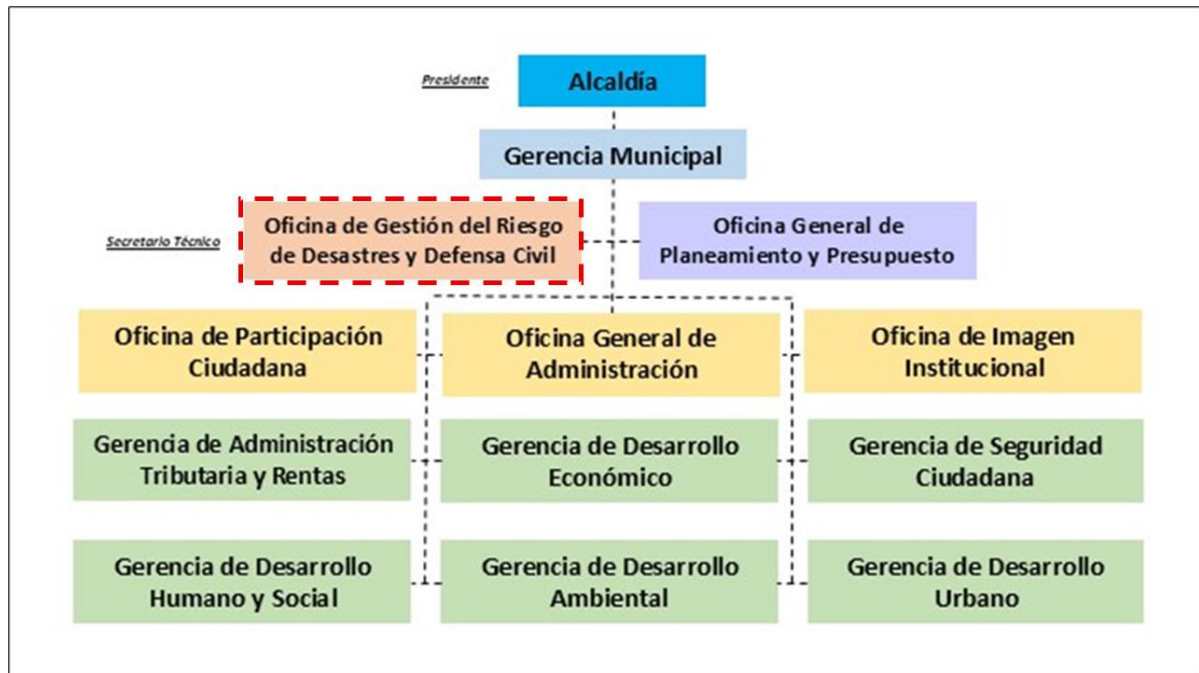 Presidente
Alcaldía
Gerencia Municipal
Secretario Técnico
Oficina de Gestión del Riesgo
de Desastres y Defensa Civil
Oficina General de
Planeamiento y Presupuesto
Oficina de Participación
Ciudadana
Oficina General de
Administración
Oficina de Imagen
Institucional
Gerencia de Administración
Tributaria y Rentas
Gerencia de Desarrollo
Económico
Gerencia de Seguridad
Ciudadana
Gerencia de Desarrollo
Humano y Social
Gerencia de Desarrollo
Ambiental
Gerencia de Desarrollo
Urbano